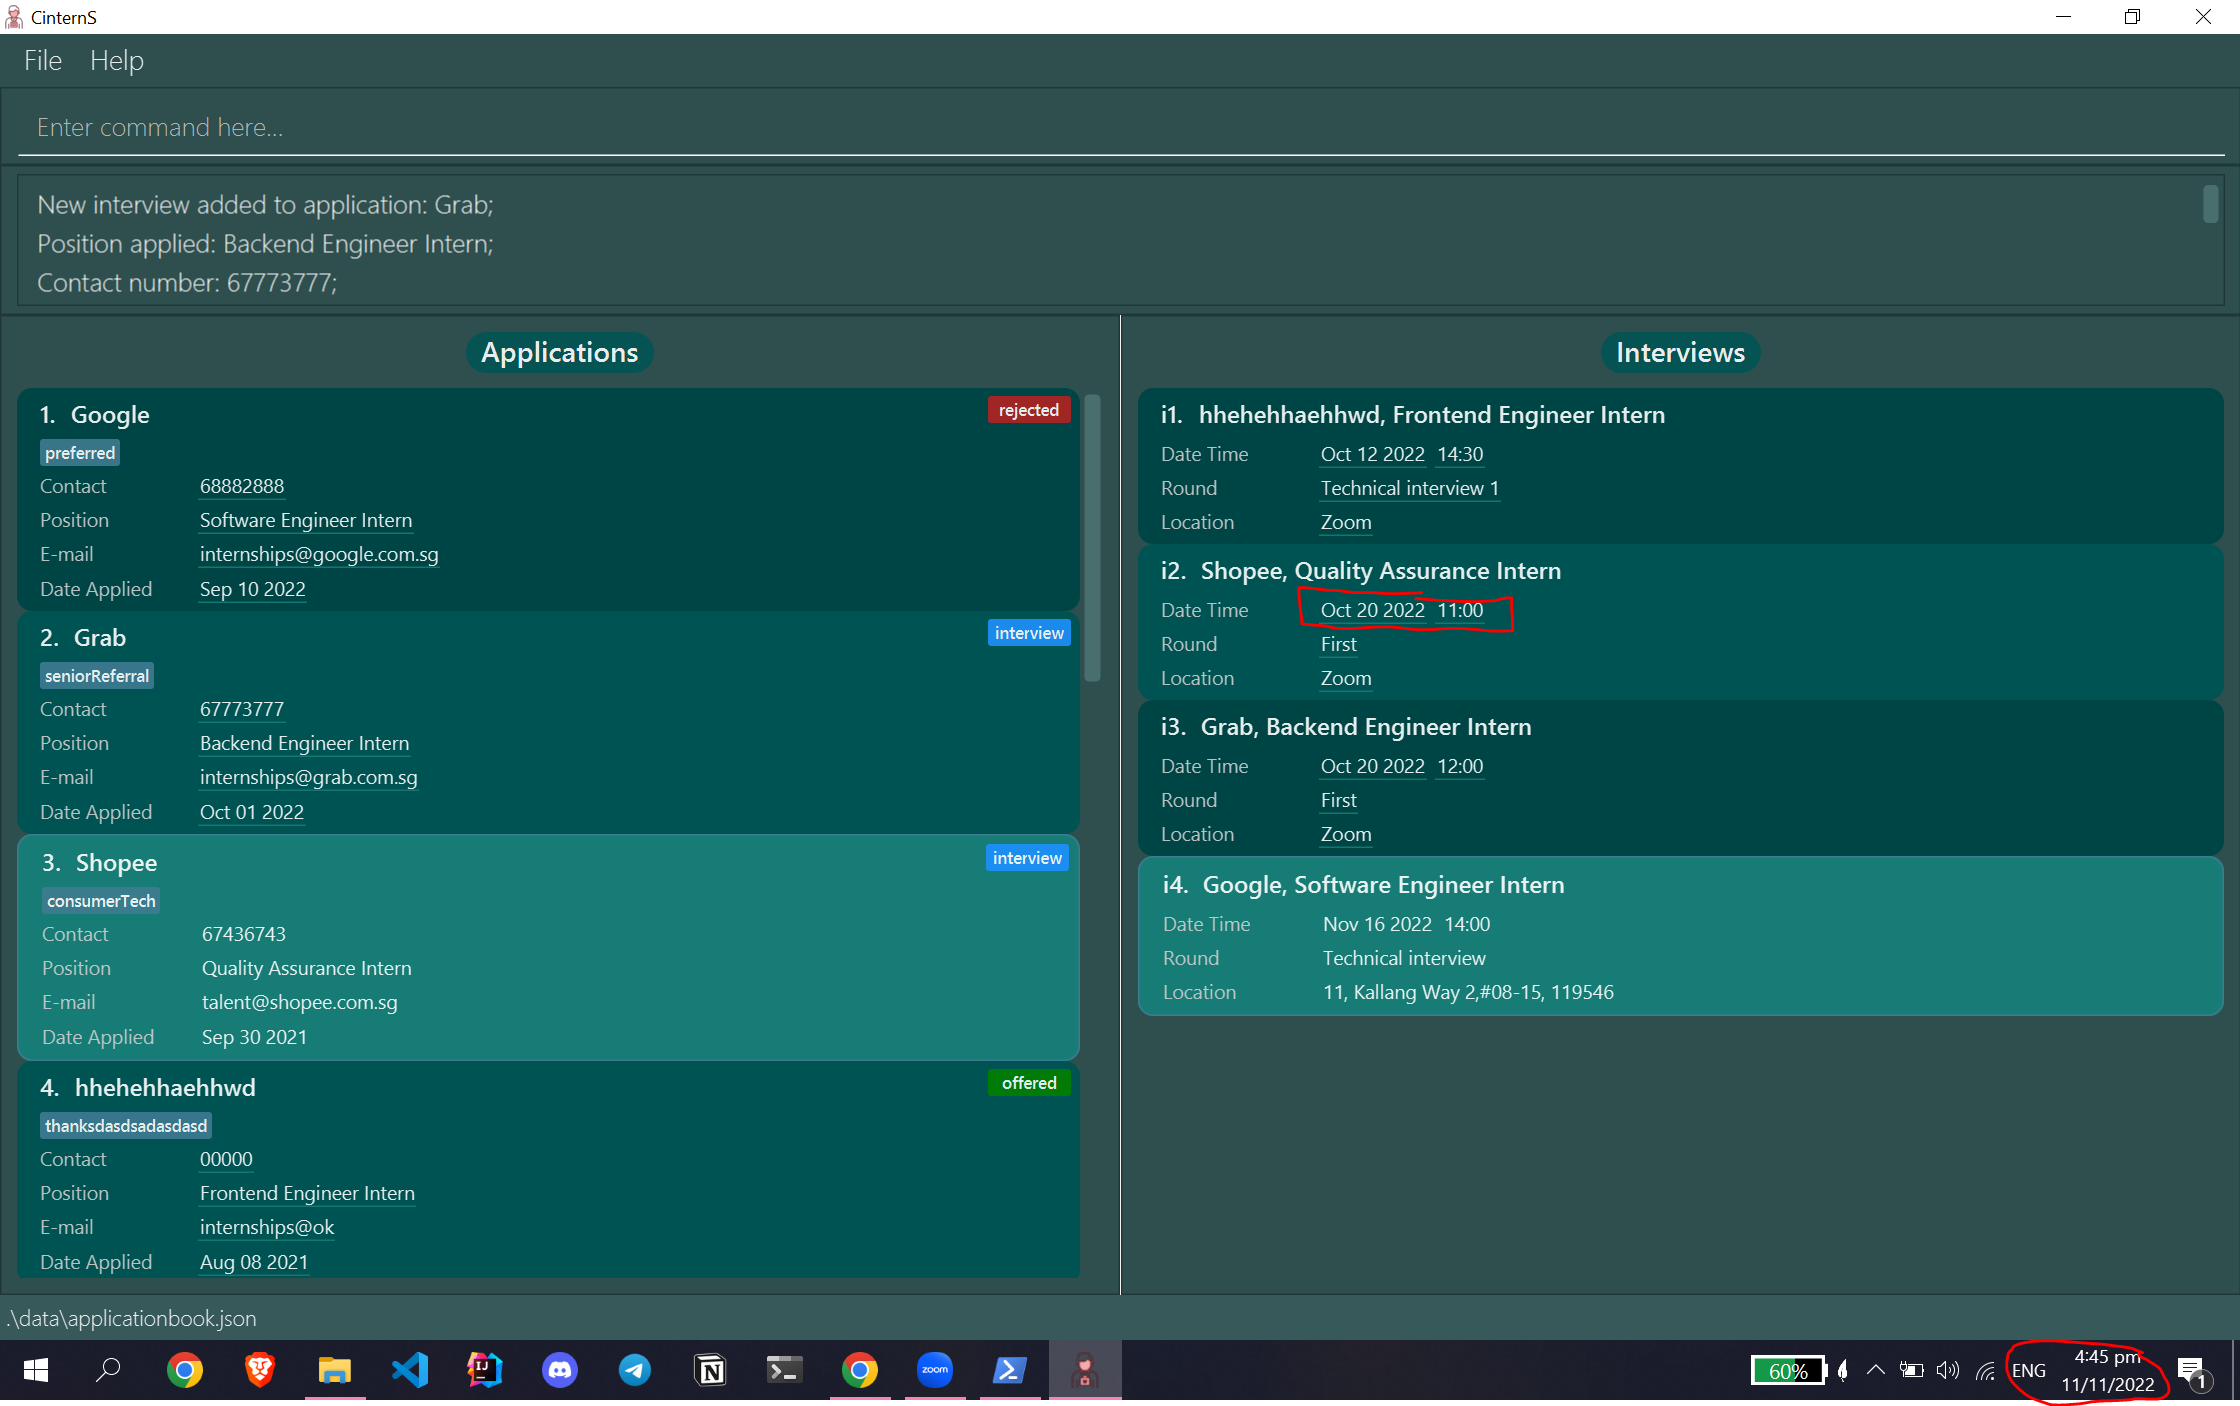 CinternS
File Help
Enter command here...
New interview added to application: Grab;
Position applied: Backend Engineer Intern;
Contact number: 67773777;
Applications
1. Google
rejected
preferred
Contact 68882888
Position Software Engineer Intern
E-mail internships@google.com.sg
Date Applied Sep 10 2022
2. Grab
interview
seniorReferral
Contact 67773777
Position Backend Engineer Intern
E-mail internships@grab.com.sg
Date Applied Oct 01 2022
3. Shopee
interview
consumerTech
Contact 67436743
Position Quality Assurance Intern
E-mail talent@shopee.com.sg
Date Applied Sep 30 2021
4. hhehehhaehhwd
offered
thanksdasdsadasdasd
Contact 00000
Position Frontend Engineer Intern
E-mail internships@ok
Date Applied Aug 08 2021
Interviews
i1. hhehehhaehhwd, Frontend Engineer Intern
Date Time Oct 12 2022 14:30
Round Technical interview 1
Location Zoom
i2. Shopee, Quality Assurance Intern
Date Time Oct 20 2022 11:00
Round First
Location Zoom
i3. Grab, Backend Engineer Intern
Date Time Oct 20 2022 12:00
Round First
Location Zoom
i4. Google, Software Engineer Intern
Date Time Nov 16 2022 14:00
Round Technical interview
Location 11, Kallang Way 2,#08-15, 119546
.\data\applicationbook.json
IJ
N
zoom
60%
ENG
4:45 pm
11/11/2022
1